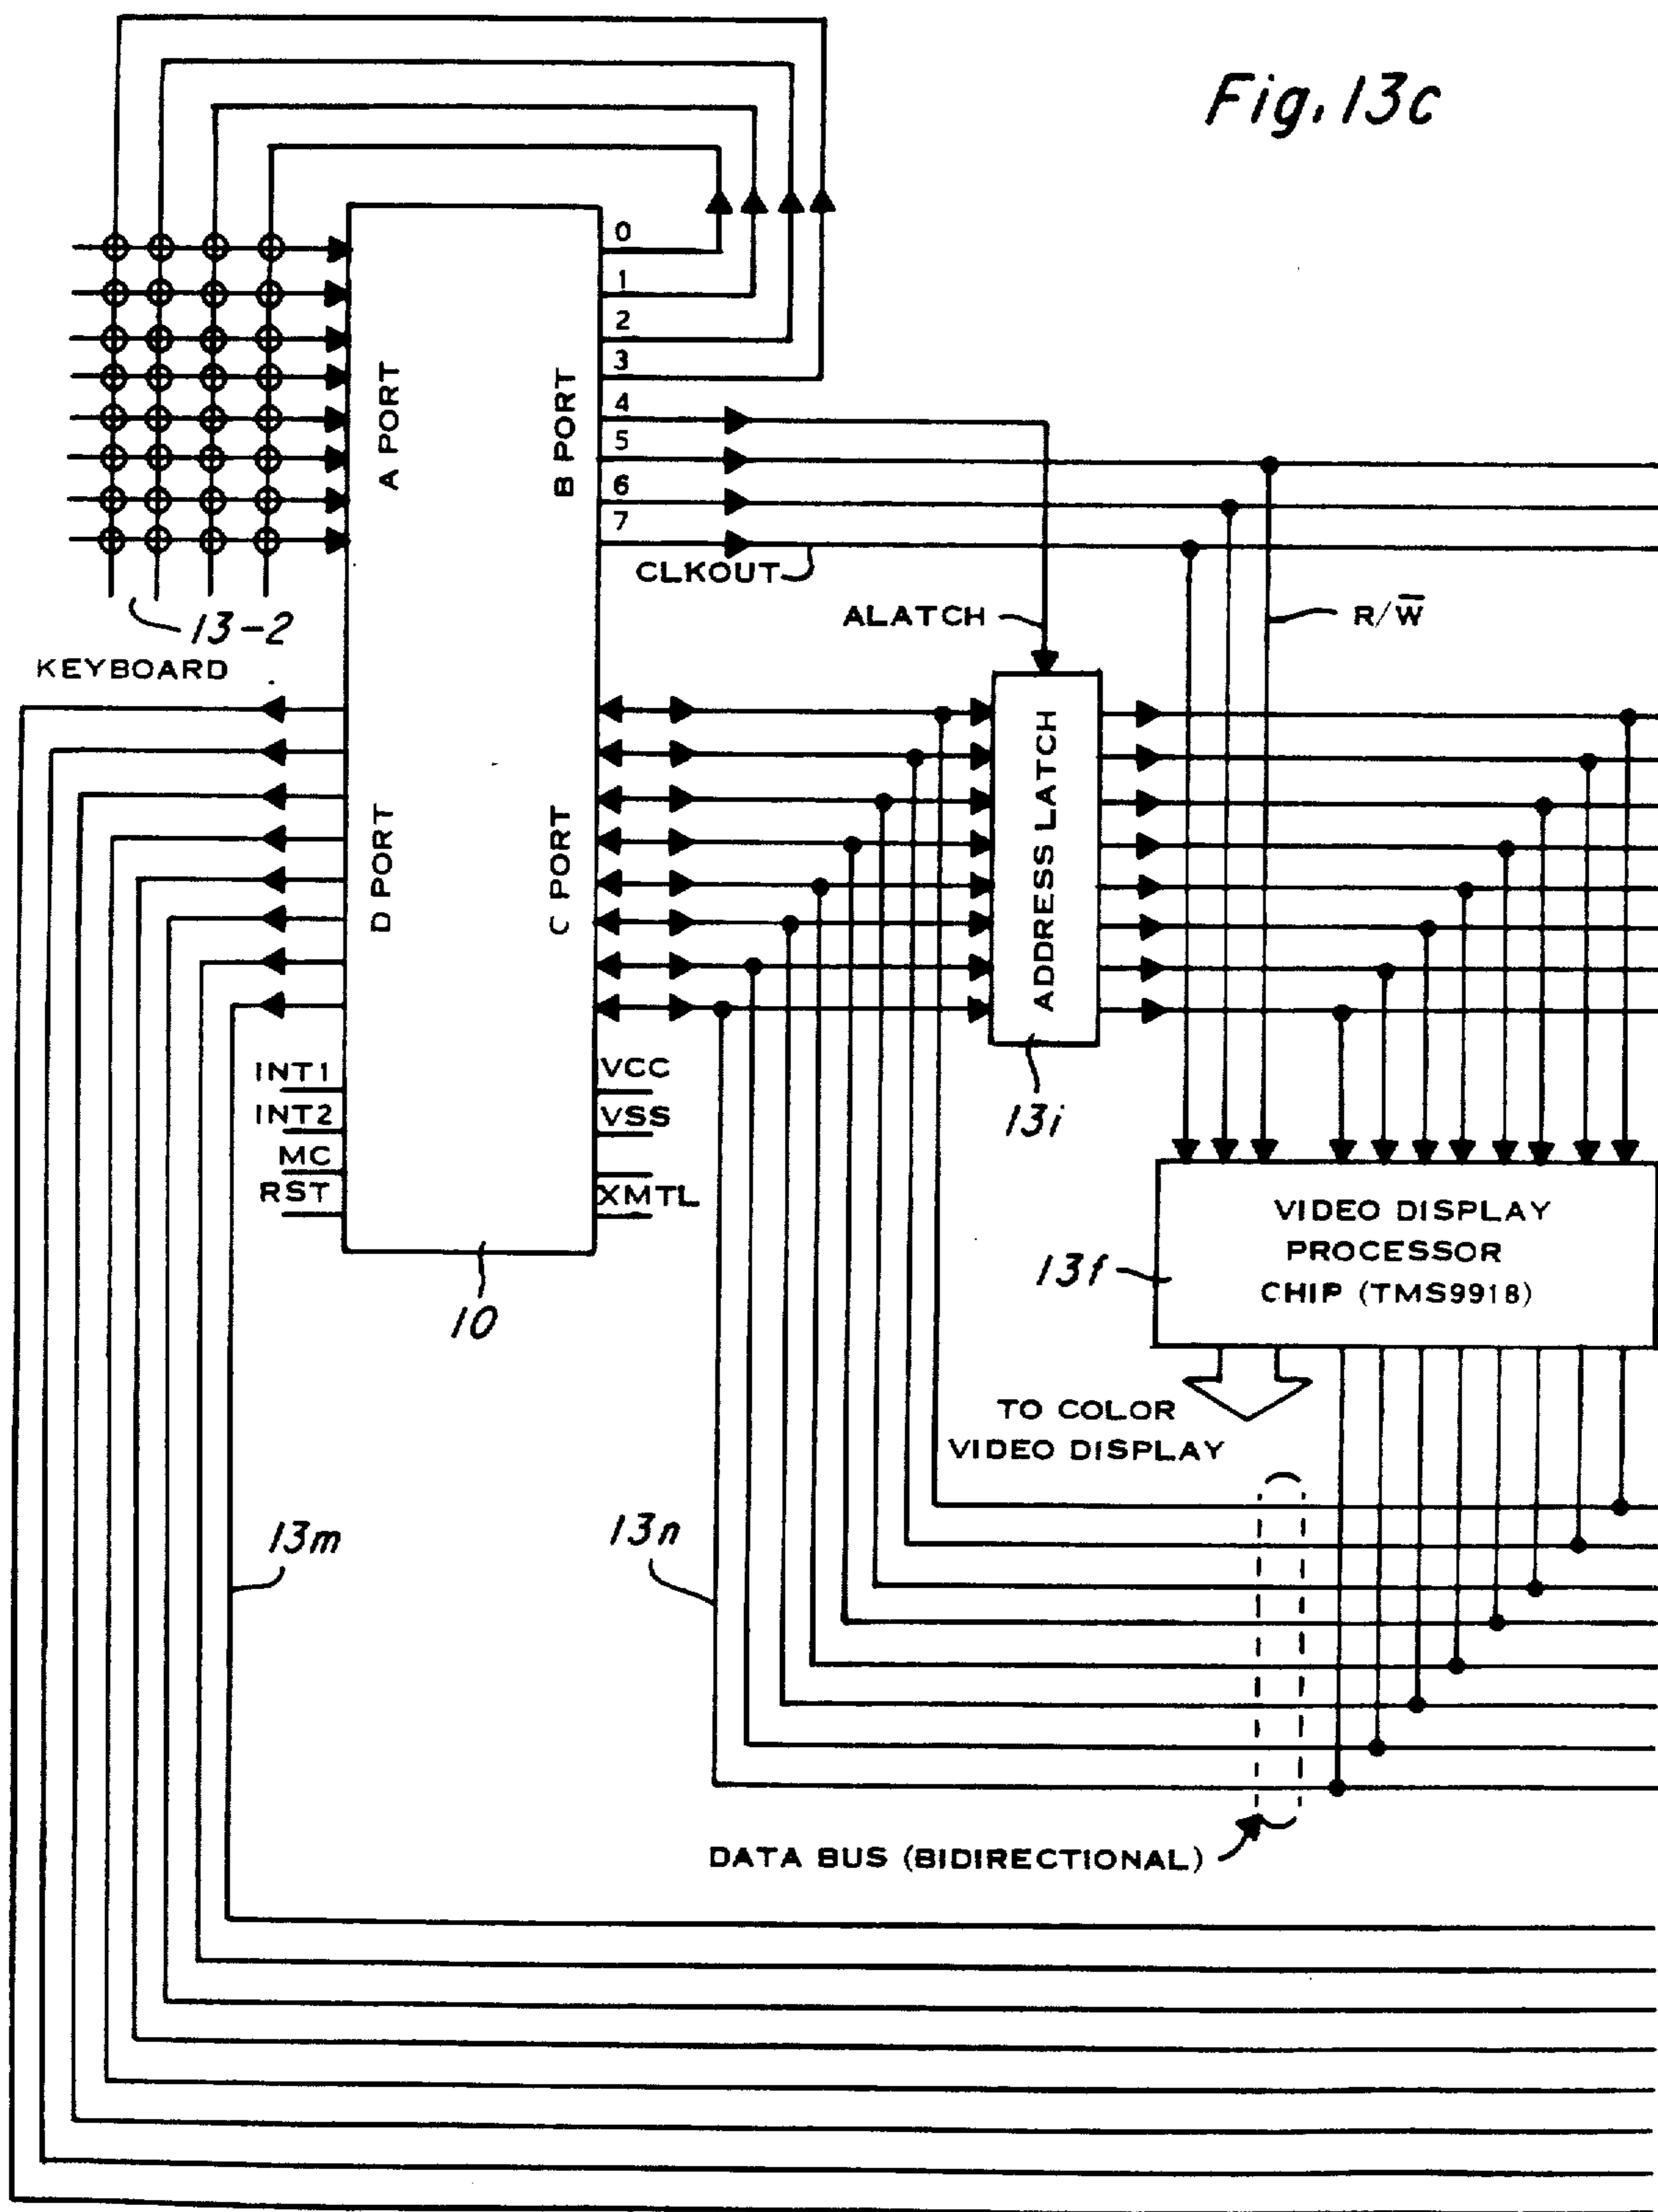 Fig. 13c
0
1
2
3
4
5
6
7
A PORT
B PORT
CLKOUT
ALATCH
R/W̅
13-2
KEYBOARD
D PORT
C PORT
ADDRESS LATCH
INT1
INT2
MC
RST
VCC
VSS
XMTL
13i
10
VIDEO DISPLAY
PROCESSOR
CHIP (TMS9918)
13f
TO COLOR
VIDEO DISPLAY
13m
13n
DATA BUS (BIDIRECTIONAL)